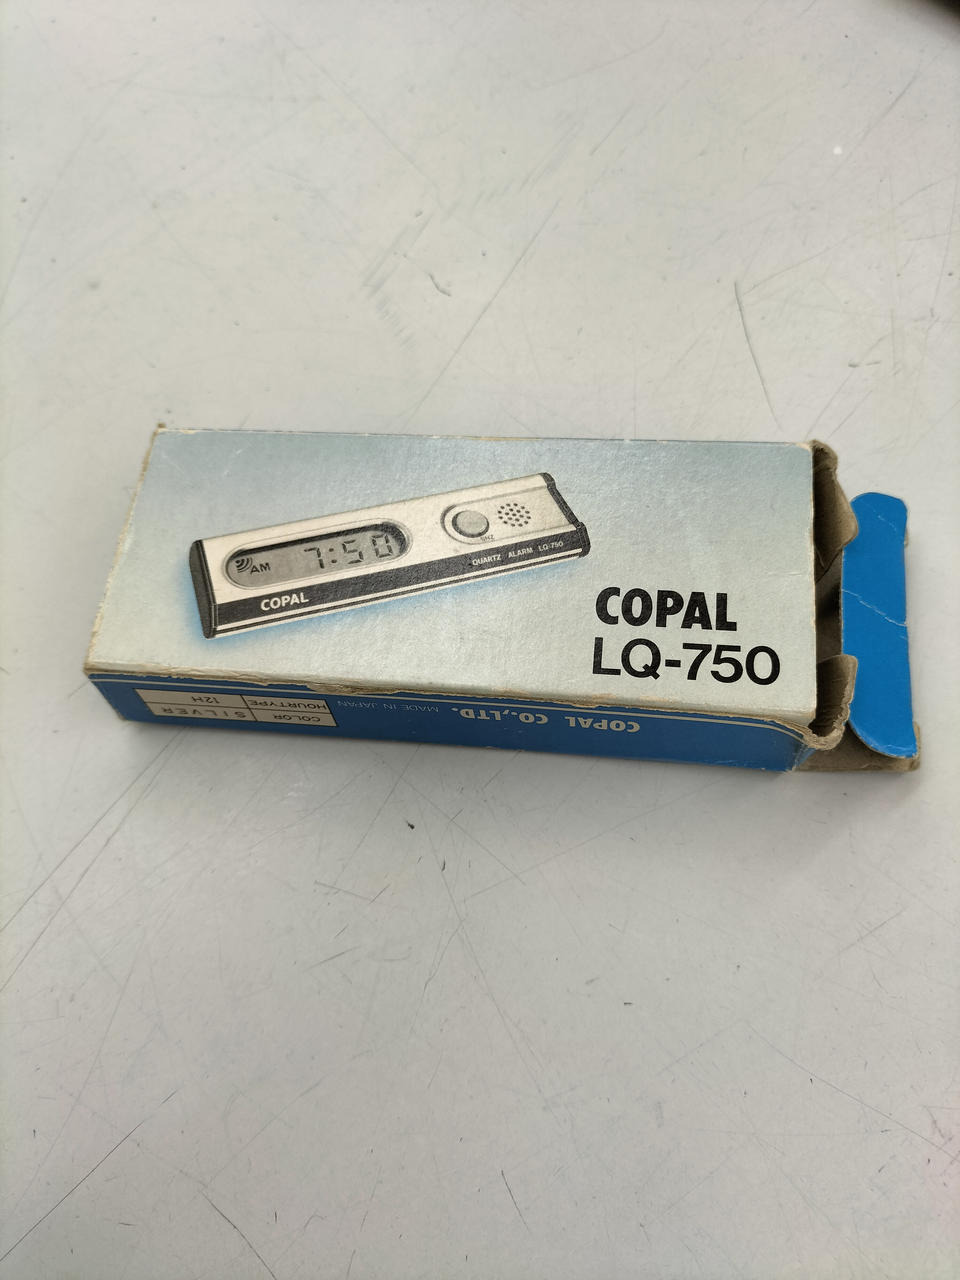 AM 7:50
SNZ
QUARTZ ALARM LQ-750
COPAL
COPAL
LQ-750
COPAL CO.,LTD. MADE IN JAPAN
COLOR SILVER
HOURTYPE 12H